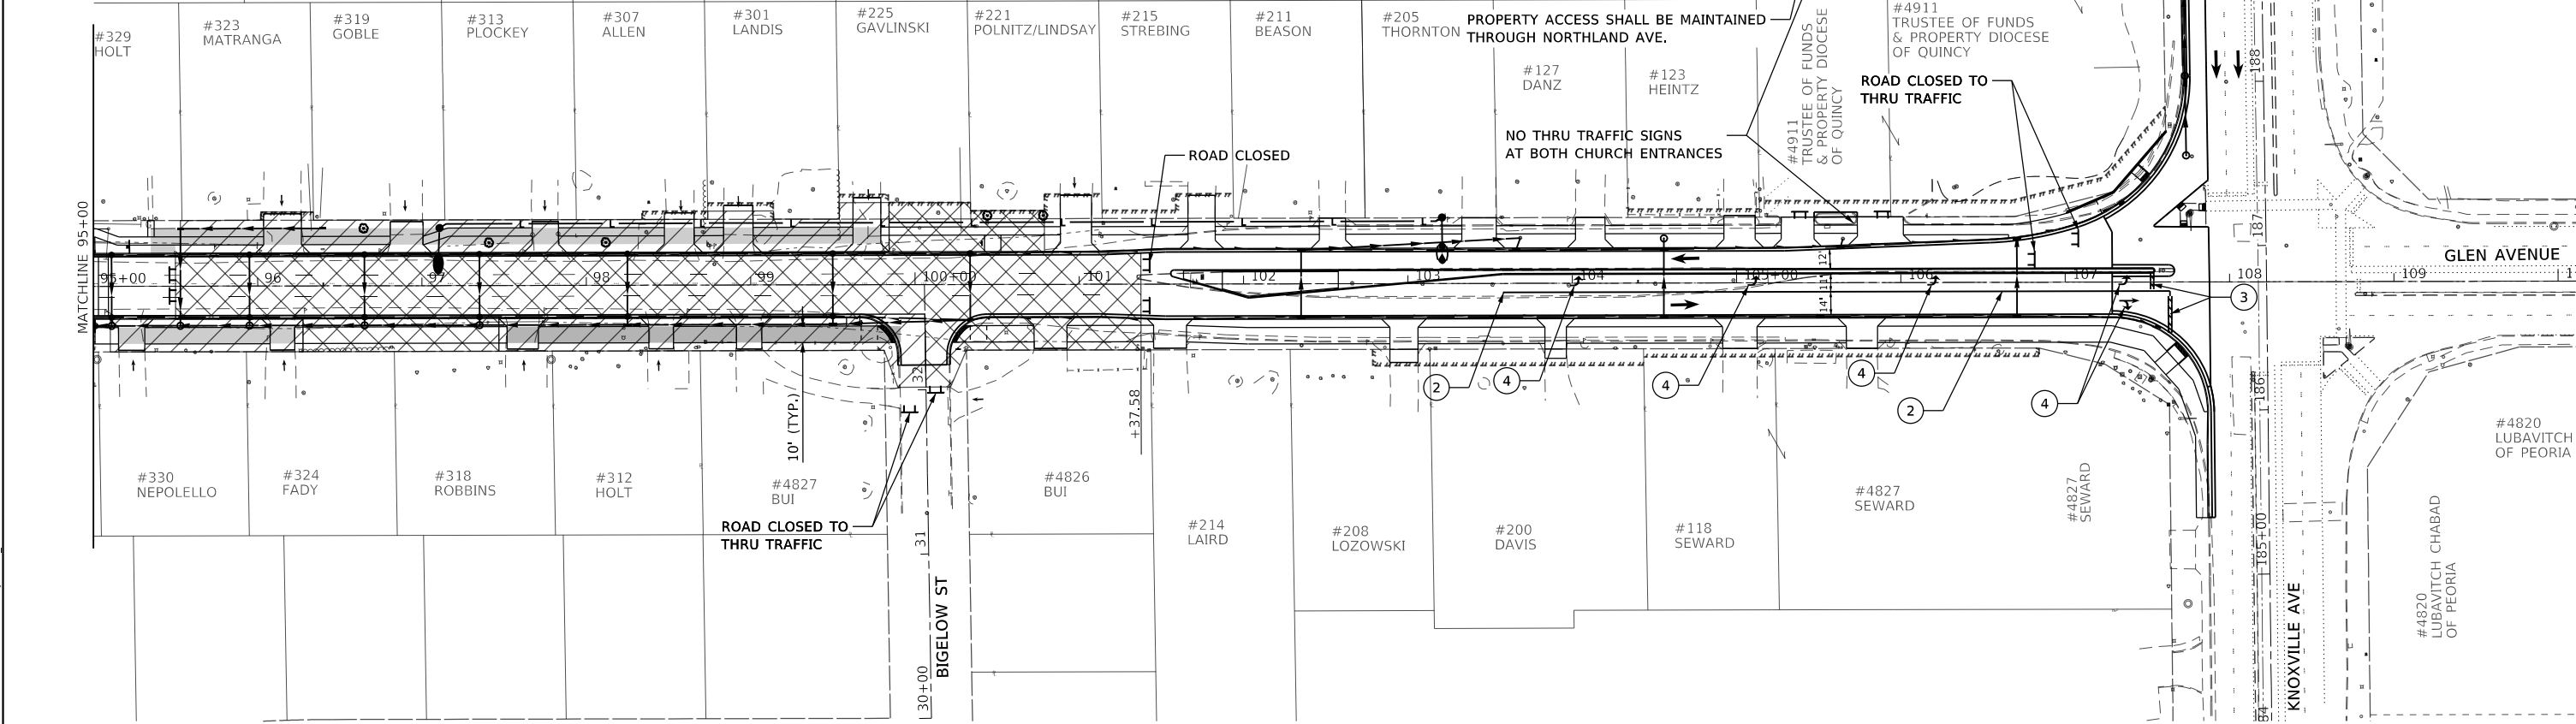 #329
HOLT
#323
MATRANGA
#319
GOBLE
#313
PLOCKEY
#307
ALLEN
#301
LANDIS
#225
GAVLINSKI
#221
POLNITZ/LINDSAY
#215
STREBING
#211
BEASON
#205
THORNTON
PROPERTY ACCESS SHALL BE MAINTAINED
THROUGH NORTHLAND AVE.
#127
DANZ
#123
HEINTZ
#4911
TRUSTEE OF FUNDS
& PROPERTY DIOCESE
OF QUINCY
#4911
TRUSTEE OF FUNDS
& PROPERTY DIOCESE
OF QUINCY
ROAD CLOSED TO
THRU TRAFFIC
NO THRU TRAFFIC SIGNS
AT BOTH CHURCH ENTRANCES
ROAD CLOSED
188
187
MATCHLINE 95+00
95+00
96
97
98
99
100+00
101
102
103
104
105+00
106
107
108
109
12'
11'
14'
GLEN AVENUE
3
2
4
4
4
2
4
186
185+00
32
31
30+00
10' (TYP.)
+37.58
#330
NEPOLELLO
#324
FADY
#318
ROBBINS
#312
HOLT
#4827
BUI
ROAD CLOSED TO
THRU TRAFFIC
BIGELOW ST
#4826
BUI
#214
LAIRD
#208
LOZOWSKI
#200
DAVIS
#118
SEWARD
#4827
SEWARD
#4827
SEWARD
KNOXVILLE AVE
#4820
LUBAVITCH
OF PEORIA
#4820
LUBAVITCH CHABAD
OF PEORIA